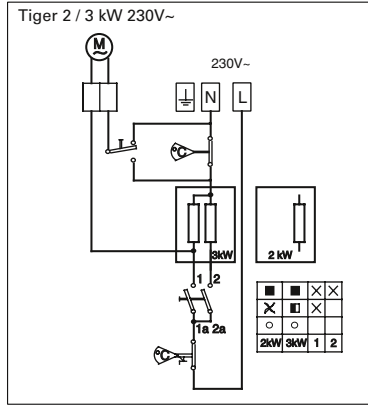 Tiger 2 / 3 kW 230V~
M
230V~
N L
°C
3kW
2 kW
1 2
1a 2a
°C
2kW 3kW 1 2